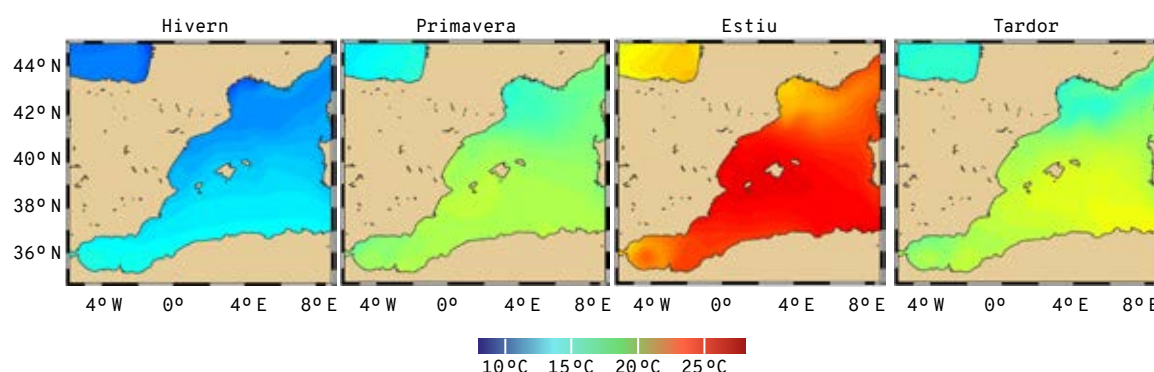 Hivern Primavera Estiu Tardor
44º N
42º N
40º N
38º N
36º N
4º W 0º 4º E 8º E 4º W 0º 4º E 8º E 4º W 0º 4º E 8º E 4º W 0º 4º E 8º E
10ºC 15ºC 20ºC 25ºC